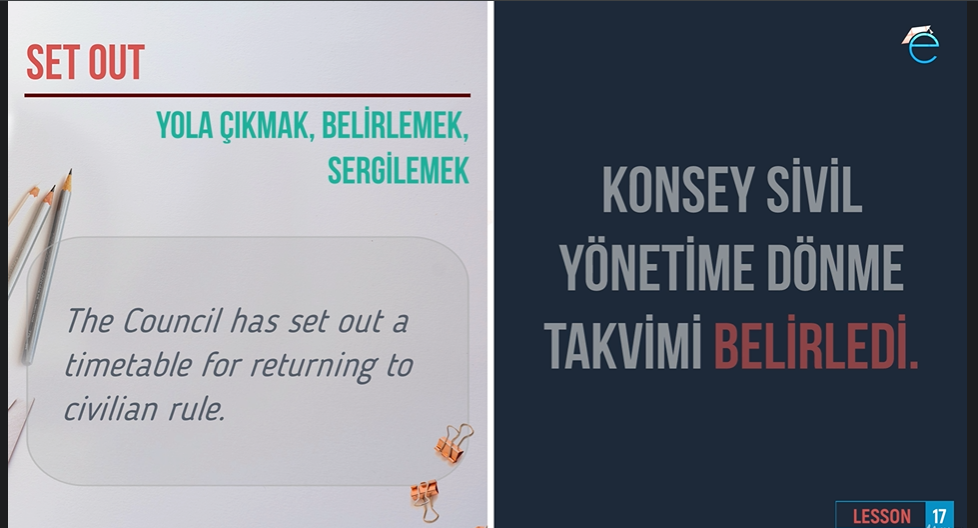 SET OUT
YOLA ÇIKMAK, BELİRLEMEK,
SERGİLEMEK
The Council has set out a
timetable for returning to
civilian rule.
KONSEY SİVİL
YÖNETİME DÖNME
TAKVİMİ BELİRLEDİ.
LESSON 17